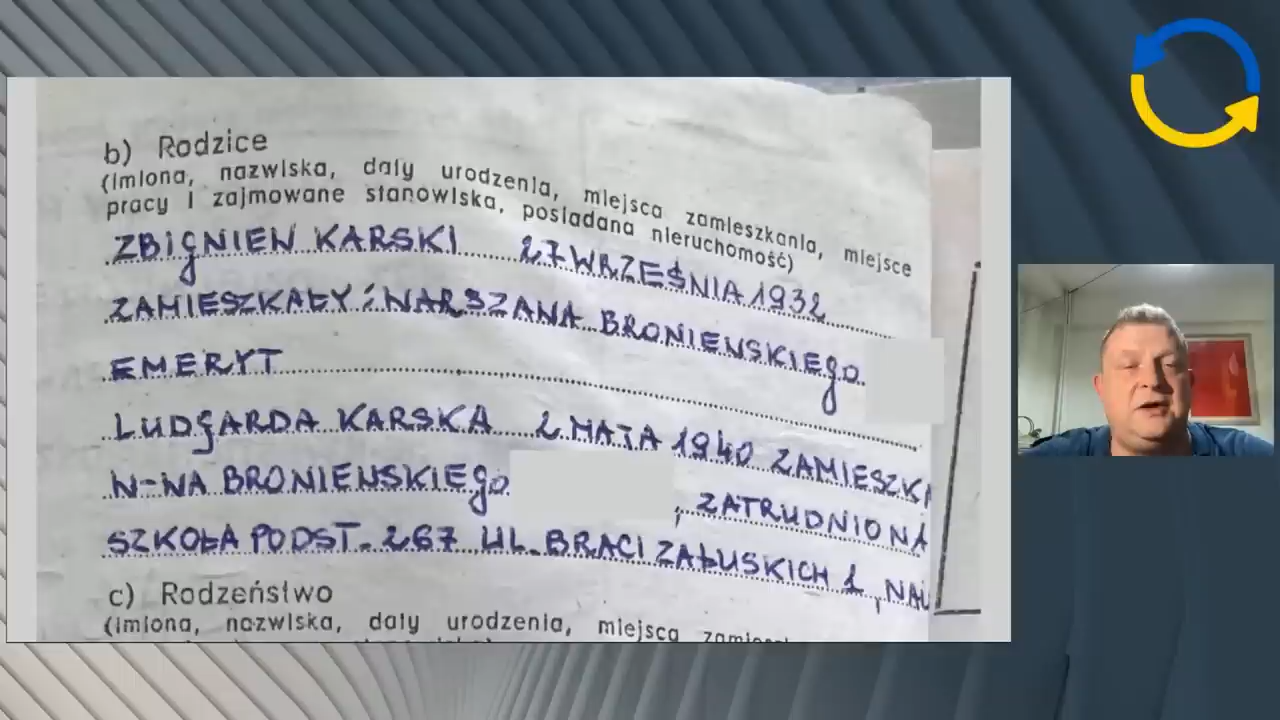 b) Rodzice
(imiona, nazwiska, daty urodzenia, miejsca zamieszkania, miejsce
pracy i zajmowane stanowiska, posiadana nieruchomość)
ZBIGNIEW KARSKI 27 WRZEŚNIA 1932
ZAMIESZKAŁY : WARSZAWA BRONIEWSKIEGO
EMERYT
LUDGARDA KARSKA 2 MAJA 1940 ZAMIESZKA
W-WA BRONIEWSKIEGO , ZATRUDNIONA
SZKOŁA PODST. 267 UL. BRACI ZAŁUSKICH 1, NAU
c) Rodzeństwo
(imiona, nazwiska, daty urodzenia, miejsca